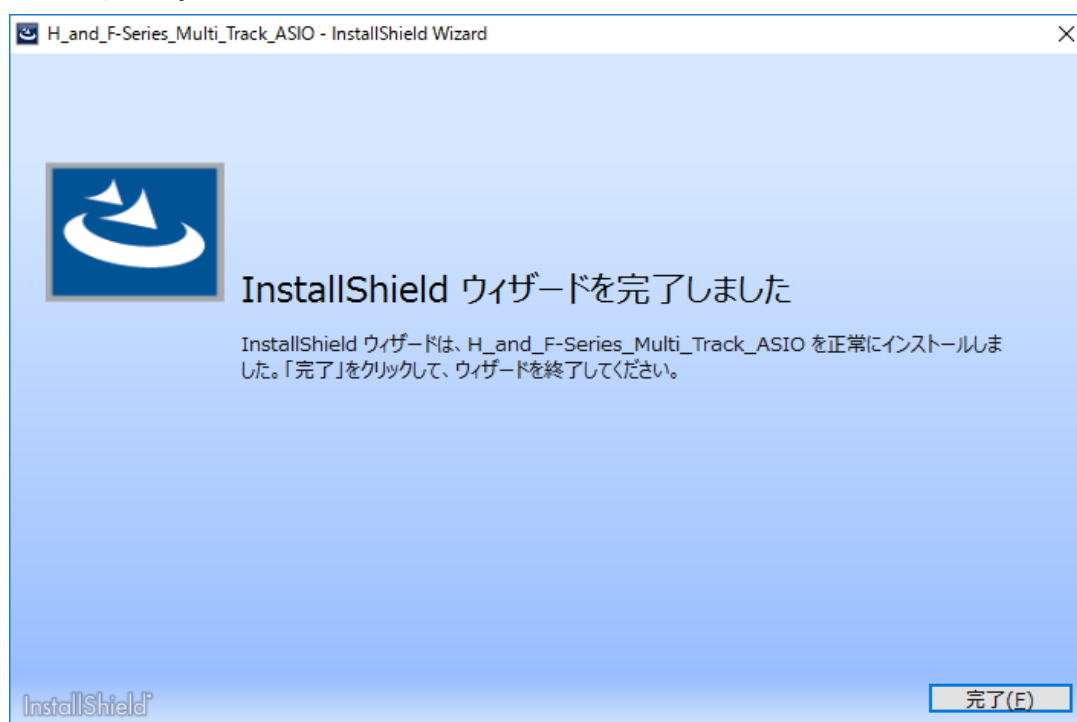 H_and_F-Series_Multi_Track_ASIO - InstallShield Wizard
InstallShield ウィザードを完了しました
InstallShield ウィザードは、H_and_F-Series_Multi_Track_ASIO を正常にインストールしま
した。「完了」をクリックして、ウィザードを終了してください。
InstallShield
完了(F)